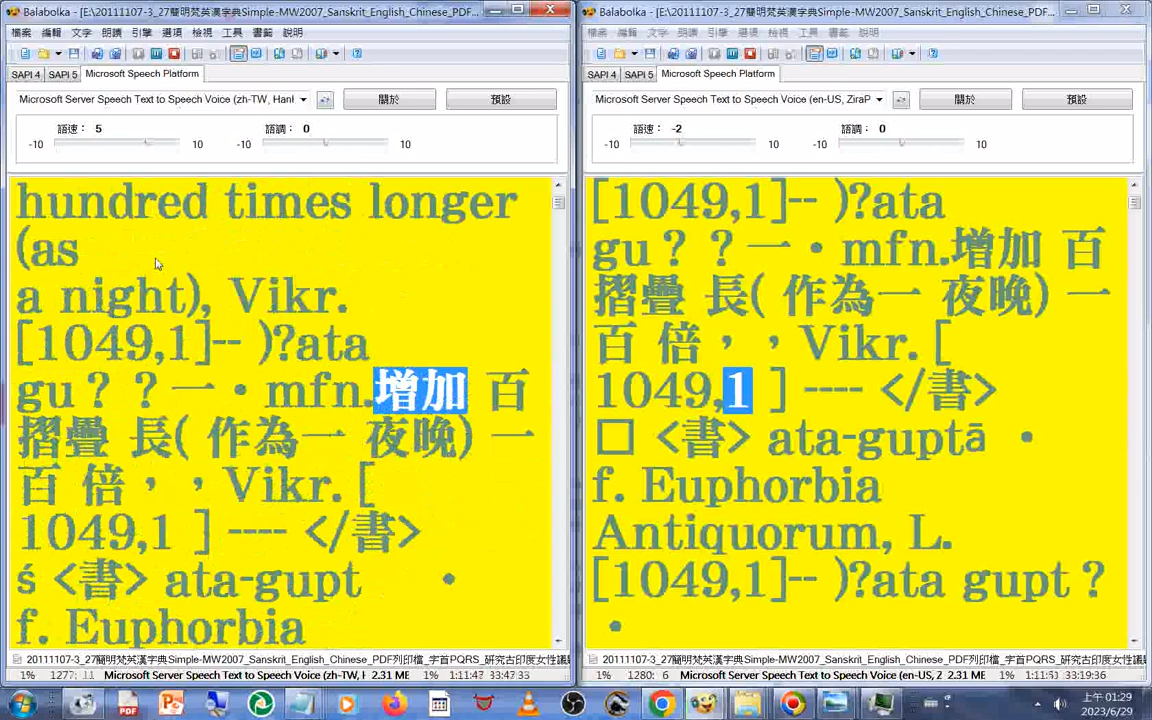 Balabolka - [E:\20111107-3_27簡明梵英漢字典Simple-MW2007_Sanskrit_English_Chinese_PDF...
檔案 編輯 文字 朗讀 引擎 選項 檢視 工具 書籤 說明
SAPI 4 SAPI 5 Microsoft Speech Platform
Microsoft Server Speech Text to Speech Voice (zh-TW, HanH 關於 預設
語速： 5 語調： 0
-10 10 -10 10
hundred times longer
(as
a night), Vikr.
[1049,1]-- )?ata
gu？？一‧mfn.增加 百
摺疊 長( 作為一 夜晚) 一
百 倍，，Vikr. [
1049,1 ] ---- </書>
ś <書> ata-gupt ‧
f. Euphorbia
20111107-3_27簡明梵英漢字典Simple-MW2007_Sanskrit_English_Chinese_PDF列印檔_字首PQRS_研究古印度女性議題
1% 1277: 11 Microsoft Server Speech Text to Speech Voice (zh-TW, H 2.31 MB 1:11:47 33:47:33
Balabolka - [E:\20111107-3_27簡明梵英漢字典Simple-MW2007_Sanskrit_English_Chinese_PDF...
檔案 編輯 文字 朗讀 引擎 選項 檢視 工具 書籤 說明
SAPI 4 SAPI 5 Microsoft Speech Platform
Microsoft Server Speech Text to Speech Voice (en-US, ZiraP 關於 預設
語速： -2 語調： 0
-10 10 -10 10
[1049,1]-- )?ata
gu？？一‧mfn.增加 百
摺疊 長( 作為一 夜晚) 一
百 倍，，Vikr. [
1049,1 ] ---- </書>
□ <書> ata-guptā ‧
f. Euphorbia
Antiquorum, L.
[1049,1]-- )?ata gupt？
‧
20111107-3_27簡明梵英漢字典Simple-MW2007_Sanskrit_English_Chinese_PDF列印檔_字首PQRS_研究古印度女性議
1% 1280: 6 Microsoft Server Speech Text to Speech Voice (en-US, Z 2.31 MB 1% 1:11:53 33:19:36
上午 01:29
2023/6/29